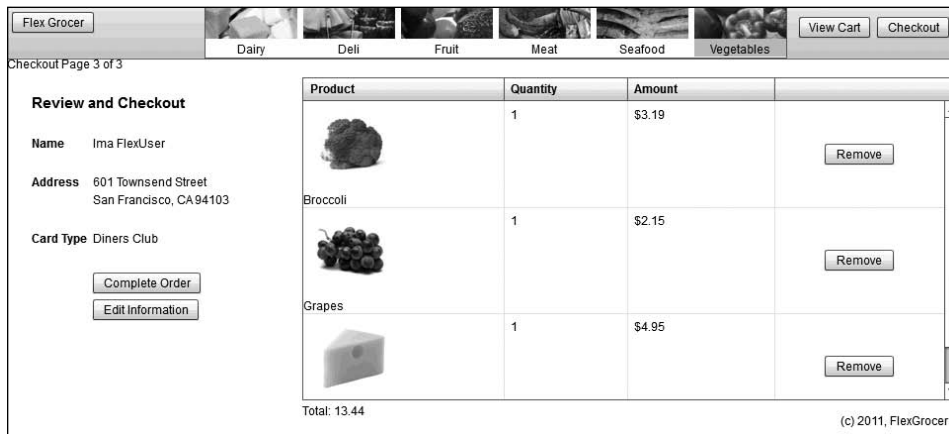 Flex Grocer
Dairy Deli Fruit Meat Seafood Vegetables
View Cart Checkout
Checkout Page 3 of 3
Review and Checkout
Name Ima FlexUser
Address 601 Townsend Street
San Francisco, CA 94103
Card Type Diners Club
Complete Order
Edit Information
Product Quantity Amount
1 $3.19
Remove
Broccoli
1 $2.15
Remove
Grapes
1 $4.95
Remove
Total: 13.44
(c) 2011, FlexGrocer